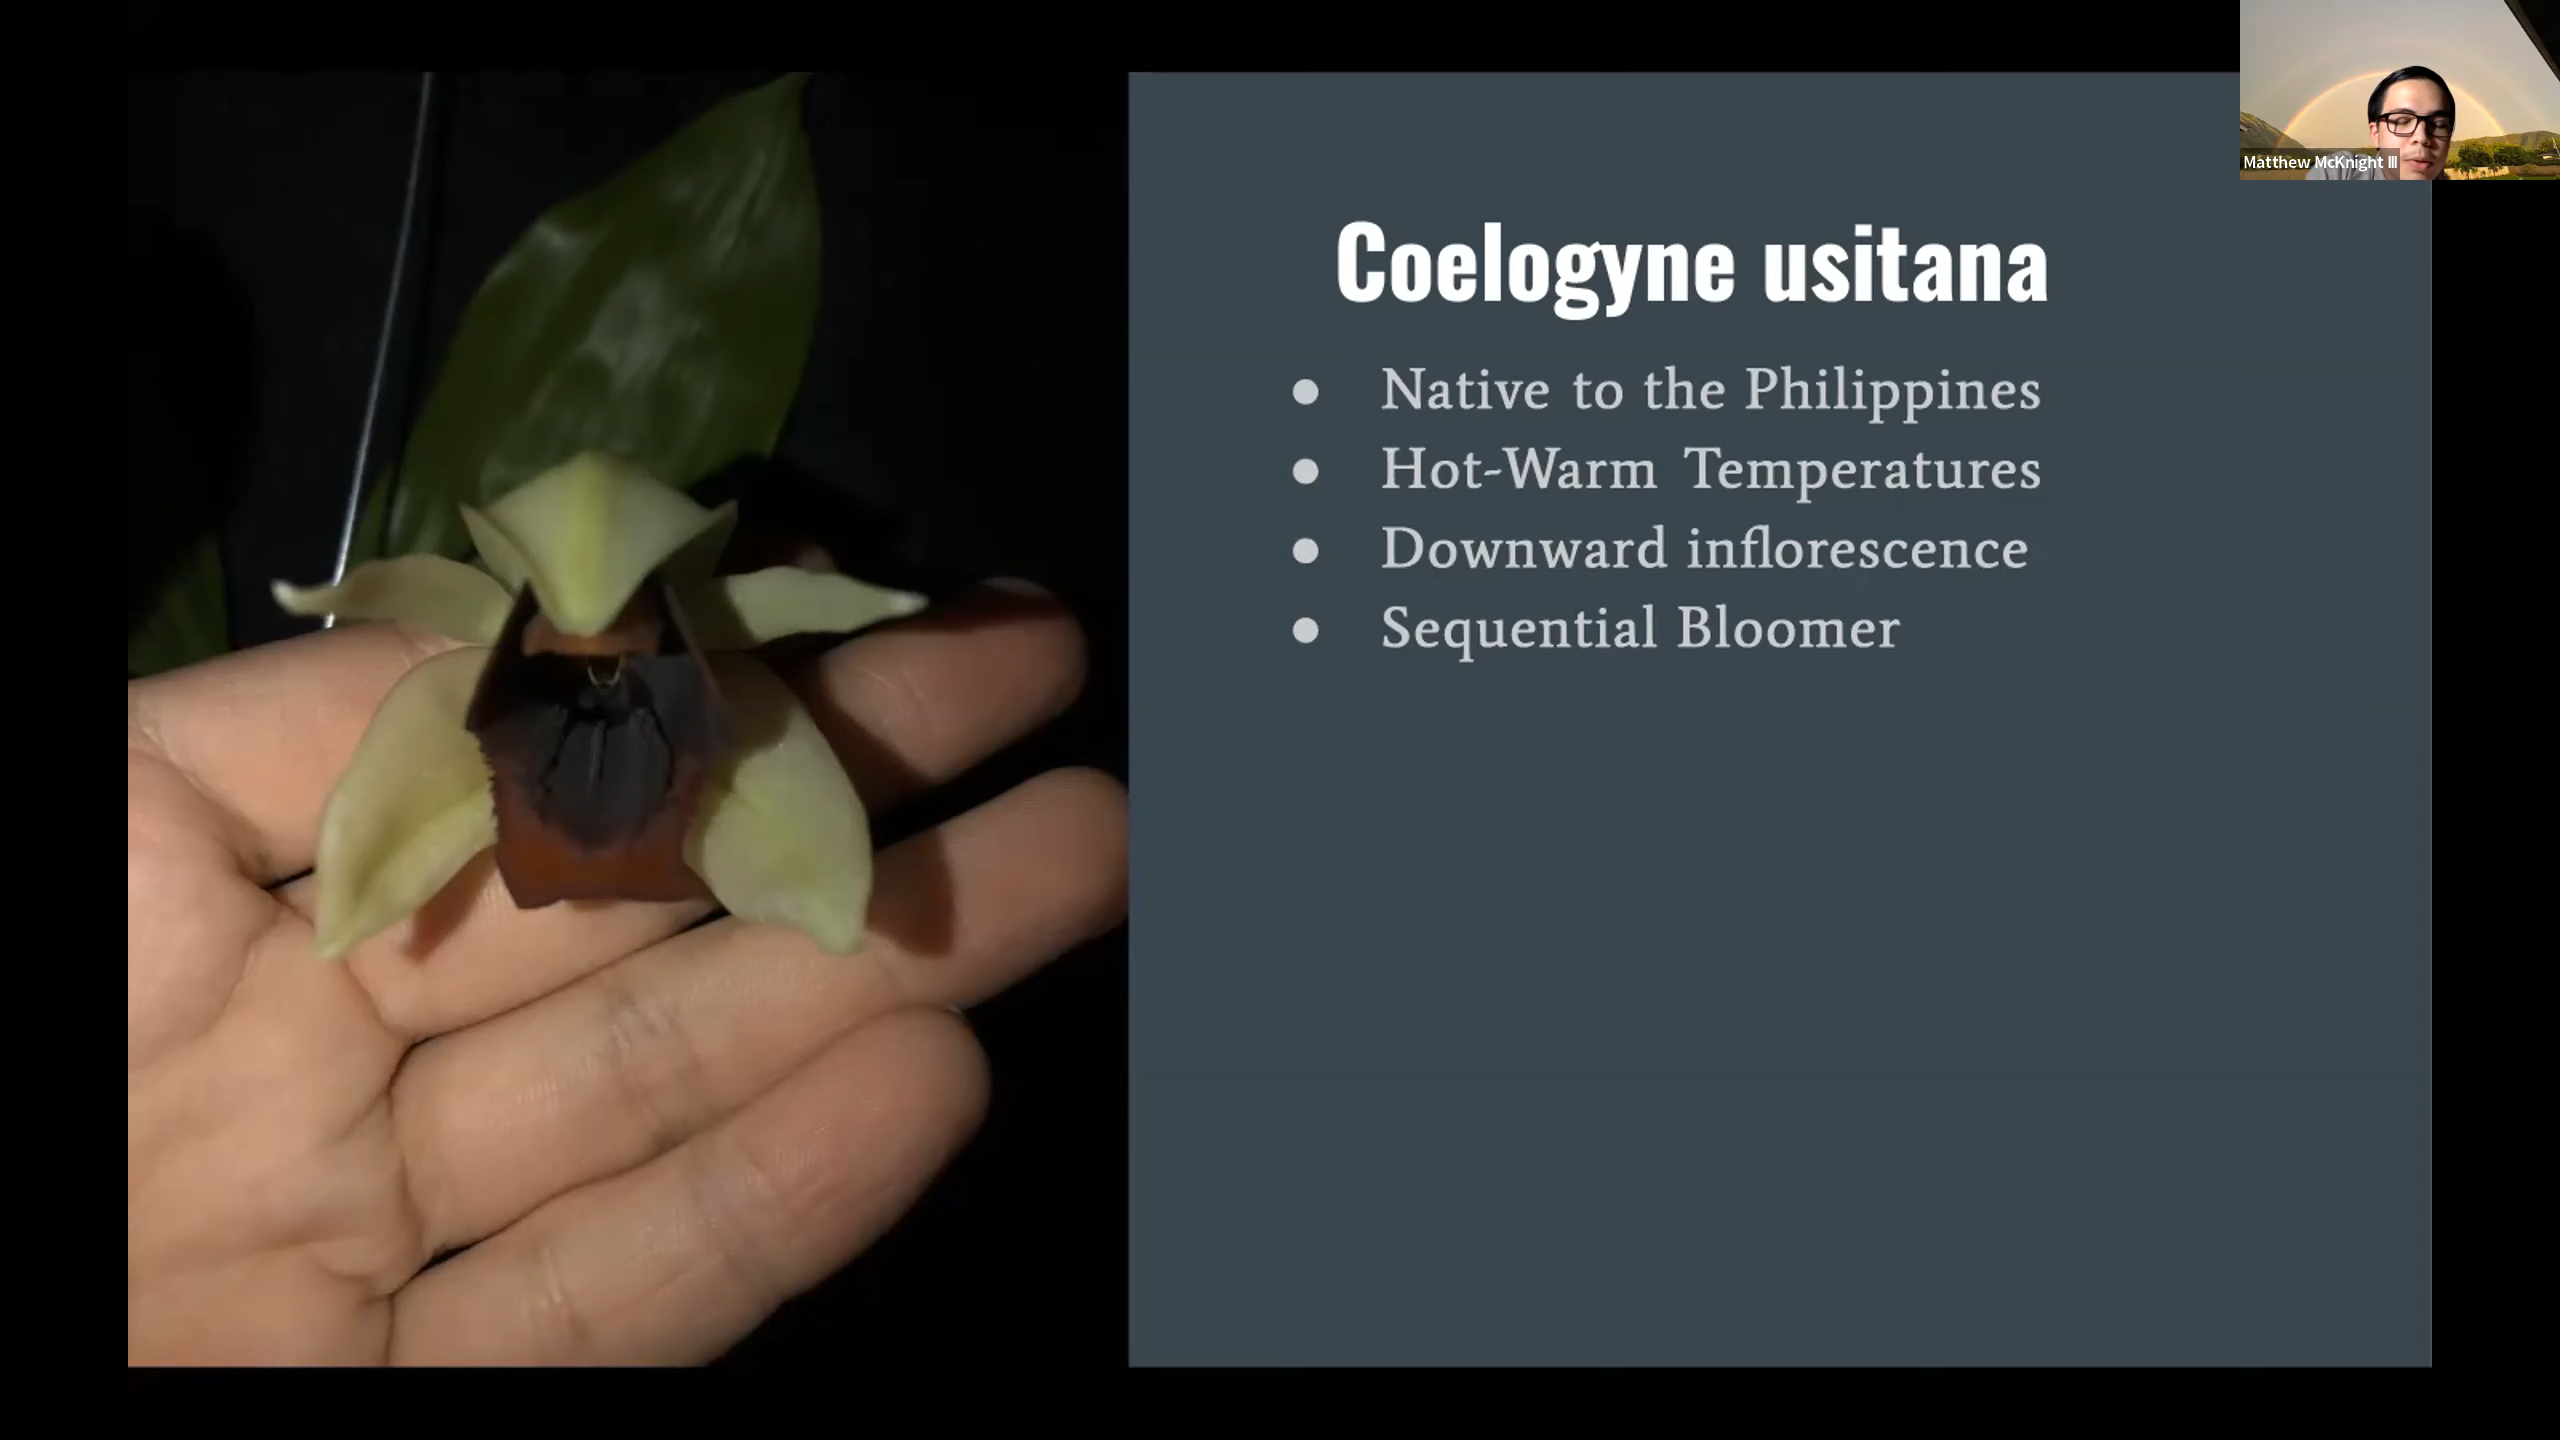 Matthew McKnight III
Coelogyne usitana
● Native to the Philippines
● Hot-Warm Temperatures
● Downward inflorescence
● Sequential Bloomer